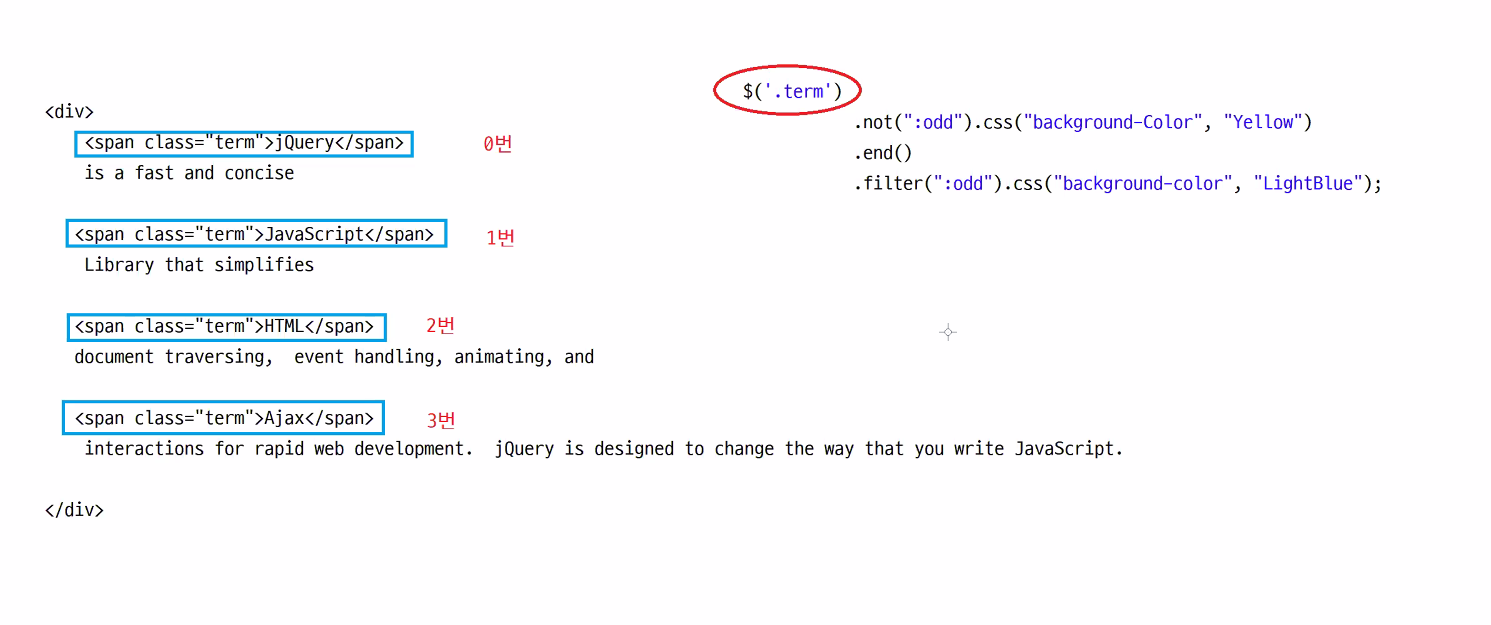 <div>
<span class="term">jQuery</span> 0번
is a fast and concise
<span class="term">JavaScript</span> 1번
Library that simplifies
<span class="term">HTML</span> 2번
document traversing,  event handling, animating, and
<span class="term">Ajax</span> 3번
interactions for rapid web development.  jQuery is designed to change the way that you write JavaScript.
</div>
$('.term')
.not(":odd").css("background-Color", "Yellow")
.end()
.filter(":odd").css("background-color", "LightBlue");